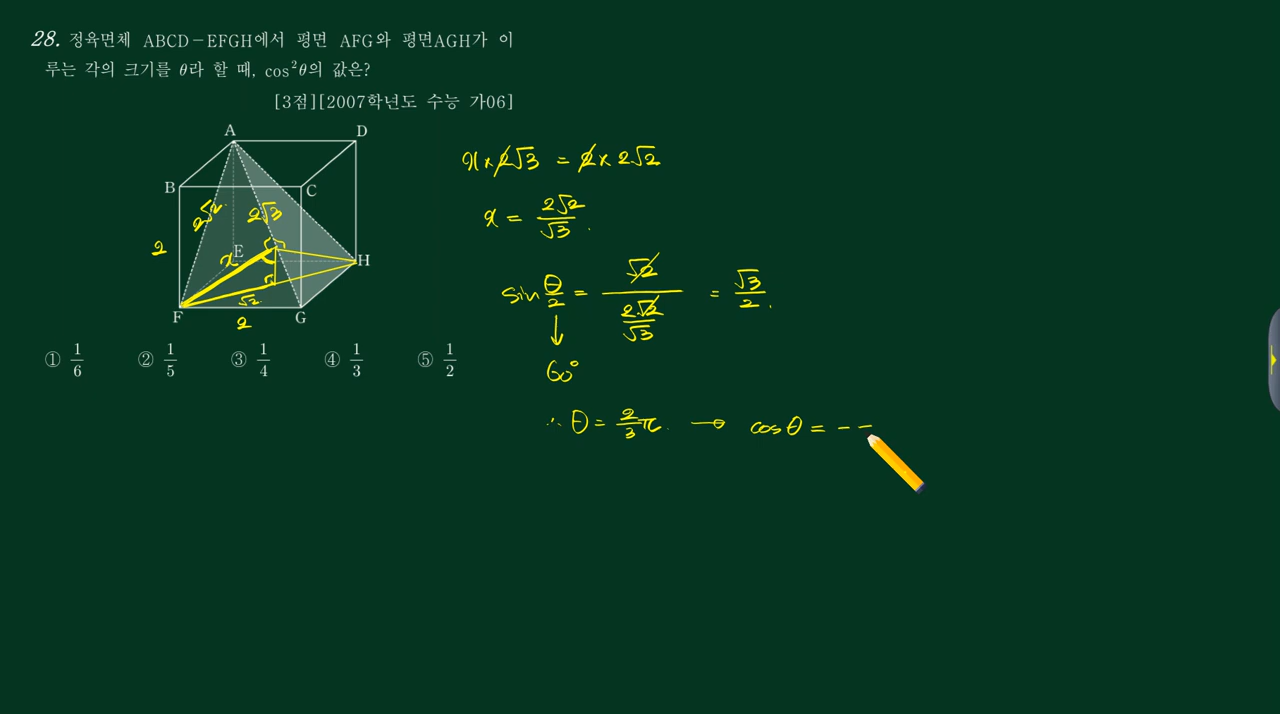 28. 정육면체 ABCD-EFGH에서 평면 AFG와 평면AGH가 이
루는 각의 크기를 θ라 할 때, cos²θ의 값은?
[3점][2007학년도 수능 가06]
A
D
B
C
2√2
2√3
2
E
x
H
√2
F
2
G
① 1/6 ② 1/5 ③ 1/4 ④ 1/3 ⑤ 1/2
x × 2√3 = 2 × 2√2
x = 2√2/√3.
sin θ/2 = √2/(2√2/√3) = √3/2.
↓
60°
∴ θ = 2/3 π. → cosθ = --